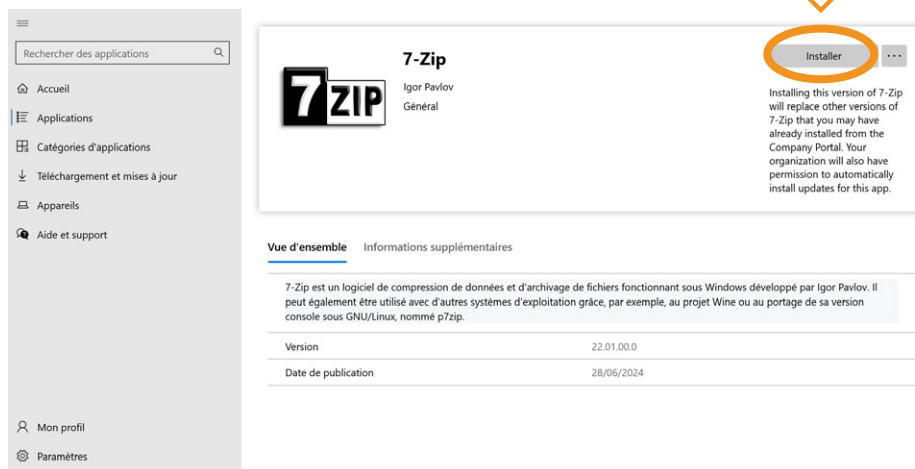 Rechercher des applications
Accueil
Applications
Catégories d'applications
Téléchargement et mises à jour
Appareils
Aide et support
Mon profil
Paramètres
7 ZIP
7-Zip
Igor Pavlov
Général
Installer
...
Installing this version of 7-Zip
will replace other versions of
7-Zip that you may have
already installed from the
Company Portal. Your
organization will also have
permission to automatically
install updates for this app.
Vue d'ensemble Informations supplémentaires
7-Zip est un logiciel de compression de données et d'archivage de fichiers fonctionnant sous Windows développé par Igor Pavlov. Il
peut également être utilisé avec d'autres systèmes d'exploitation grâce, par exemple, au projet Wine ou au portage de sa version
console sous GNU/Linux, nommé p7zip.
Version 22.01.00.0
Date de publication 28/06/2024